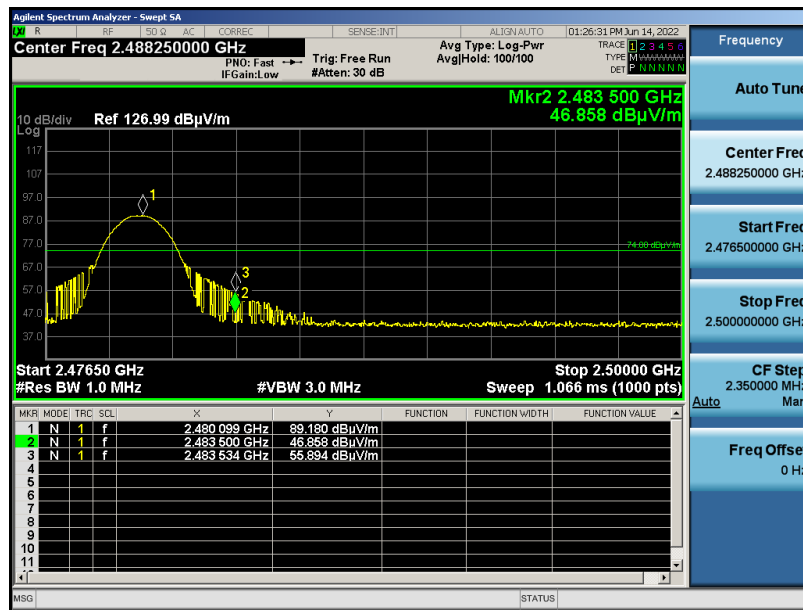 Agilent Spectrum Analyzer - Swept SA
LXI R RF 50 Ω AC CORREC SENSE:INT ALIGN AUTO 01:26:31 PM Jun 14, 2022
Center Freq 2.488250000 GHz
PNO: Fast
IFGain:Low
Trig: Free Run
#Atten: 30 dB
Avg Type: Log-Pwr
Avg|Hold: 100/100
TRACE 1 2 3 4 5 6
TYPE M
DET P N N N N N
Mkr2 2.483 500 GHz
46.858 dBµV/m
10 dB/div Ref 126.99 dBµV/m
Log
117
107
97.0
87.0
77.0
67.0
57.0
47.0
37.0
1
3
2
74.00 dBµV/m
Start 2.47650 GHz Stop 2.50000 GHz
#Res BW 1.0 MHz #VBW 3.0 MHz Sweep 1.066 ms (1000 pts)
MKR MODE TRC SCL X Y FUNCTION FUNCTION WIDTH FUNCTION VALUE
1 N 1 f 2.480 099 GHz 89.180 dBµV/m
2 N 1 f 2.483 500 GHz 46.858 dBµV/m
3 N 1 f 2.483 534 GHz 55.894 dBµV/m
4
5
6
7
8
9
10
11
MSG STATUS
Frequency
Auto Tune
Center Freq
2.488250000 GHz
Start Freq
2.476500000 GHz
Stop Freq
2.500000000 GHz
CF Step
2.350000 MHz
Auto Man
Freq Offset
0 Hz